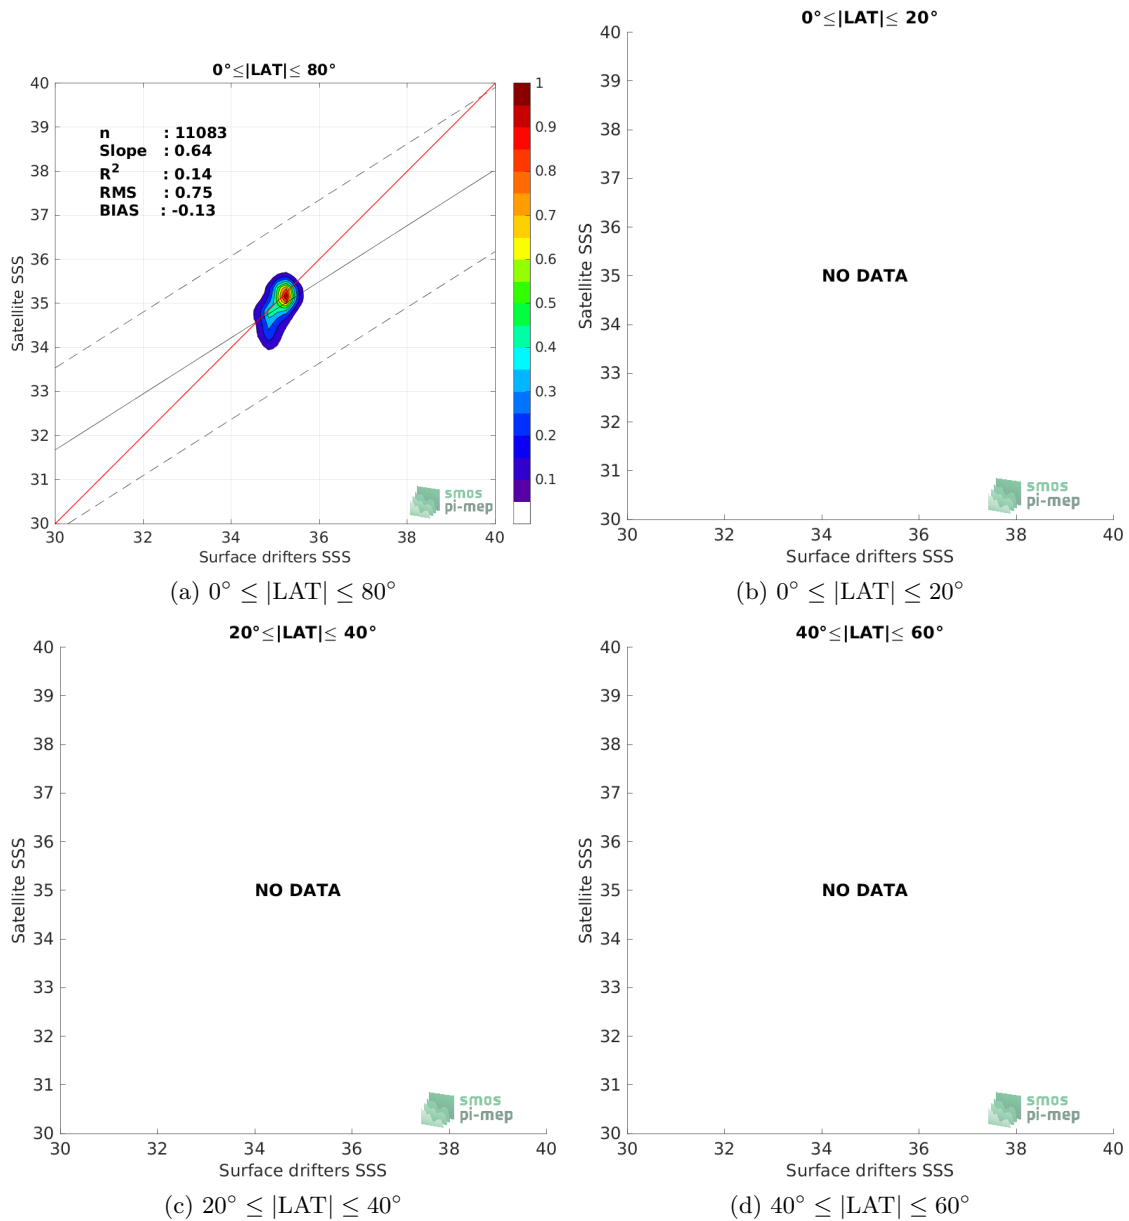 0°≤|LAT|≤ 80°
40
39
38
37
36
35
34
33
32
31
30
Satellite SSS
n : 11083
Slope : 0.64
R² : 0.14
RMS : 0.75
BIAS : -0.13
smos
pi-mep
30 32 34 36 38 40
Surface drifters SSS
1
0.9
0.8
0.7
0.6
0.5
0.4
0.3
0.2
0.1
(a) 0° ≤ |LAT| ≤ 80°
0°≤|LAT|≤ 20°
40
39
38
37
36
35
34
33
32
31
30
Satellite SSS
NO DATA
smos
pi-mep
30 32 34 36 38 40
Surface drifters SSS
(b) 0° ≤ |LAT| ≤ 20°
20°≤|LAT|≤ 40°
40
39
38
37
36
35
34
33
32
31
30
Satellite SSS
NO DATA
smos
pi-mep
30 32 34 36 38 40
Surface drifters SSS
(c) 20° ≤ |LAT| ≤ 40°
40°≤|LAT|≤ 60°
40
39
38
37
36
35
34
33
32
31
30
Satellite SSS
NO DATA
smos
pi-mep
30 32 34 36 38 40
Surface drifters SSS
(d) 40° ≤ |LAT| ≤ 60°